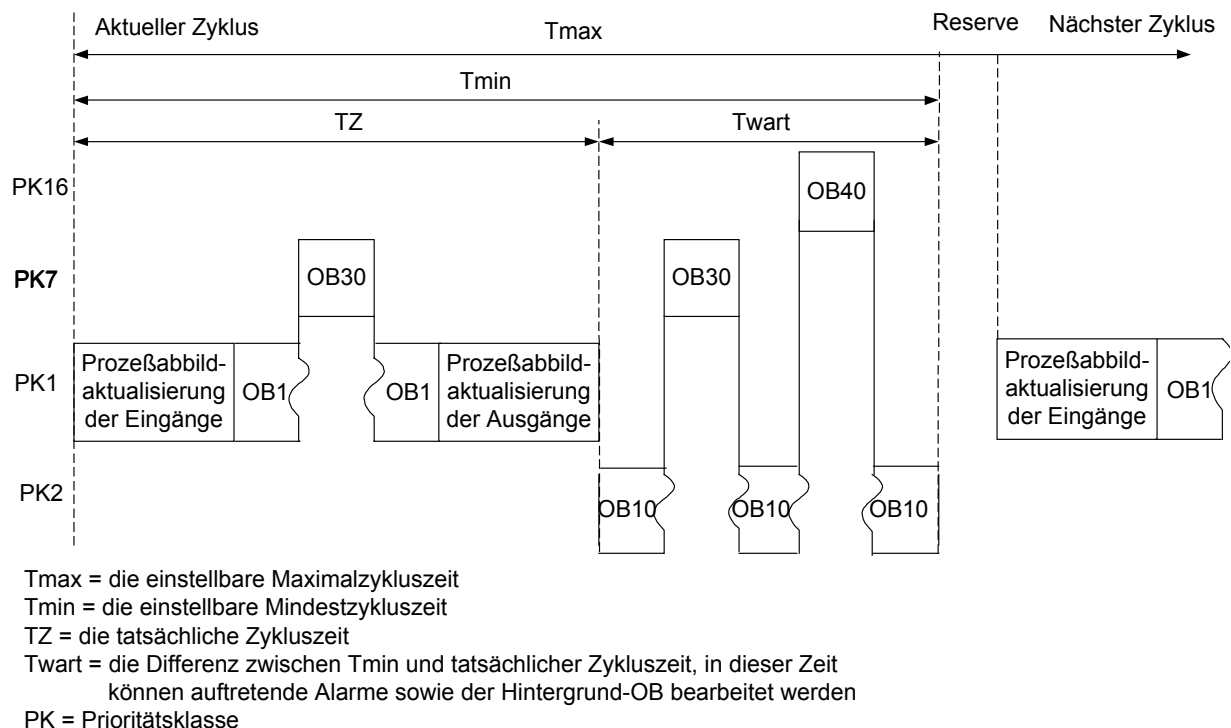 Aktueller Zyklus
Tmax
Reserve
Nächster Zyklus
Tmin
TZ
Twart
PK16
OB40
PK7
OB30
OB30
PK1
Prozeßabbild-
aktualisierung
der Eingänge
OB1
OB1
Prozeßabbild-
aktualisierung
der Ausgänge
Prozeßabbild-
aktualisierung
der Eingänge
OB1
PK2
OB10
OB10
OB10
Tmax = die einstellbare Maximalzykluszeit
Tmin = die einstellbare Mindestzykluszeit
TZ = die tatsächliche Zykluszeit
Twart = die Differenz zwischen Tmin und tatsächlicher Zykluszeit, in dieser Zeit
können auftretende Alarme sowie der Hintergrund-OB bearbeitet werden
PK = Prioritätsklasse